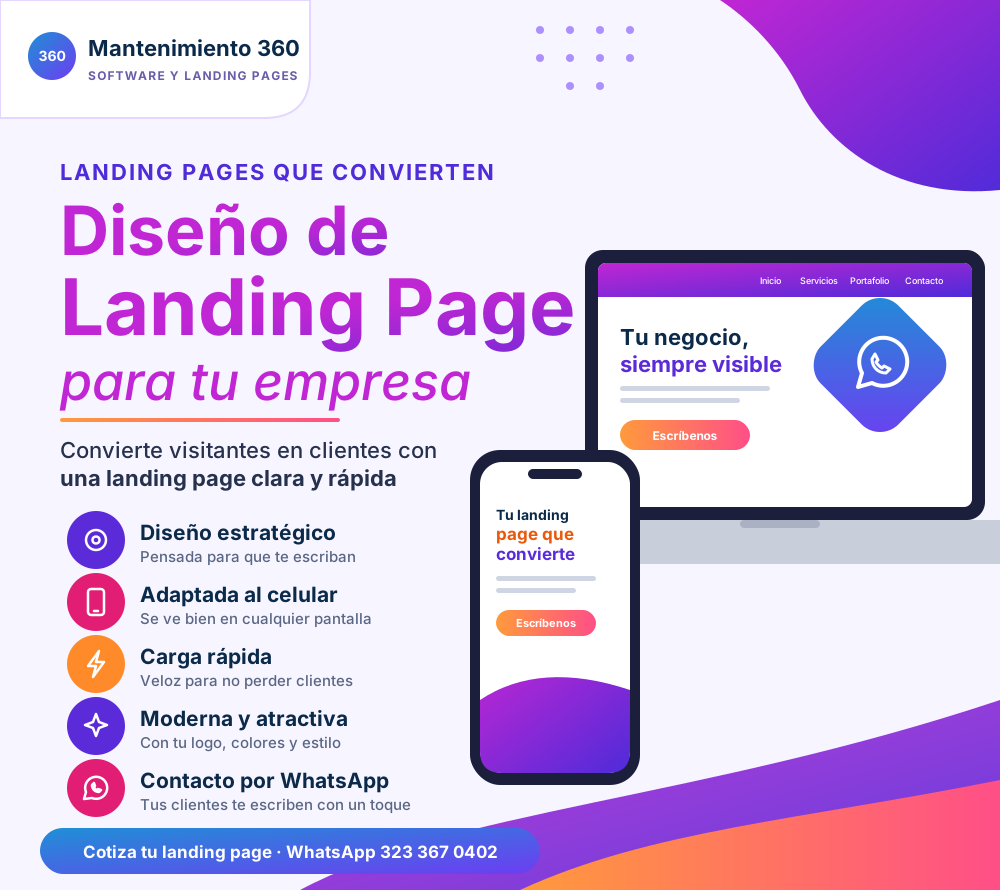 360
Mantenimiento 360
SOFTWARE Y LANDING PAGES
LANDING PAGES QUE CONVIERTEN
Diseño de
Landing Page
para tu empresa
Convierte visitantes en clientes con
una landing page clara y rápida
Diseño estratégico
Pensada para que te escriban
Adaptada al celular
Se ve bien en cualquier pantalla
Carga rápida
Veloz para no perder clientes
Moderna y atractiva
Con tu logo, colores y estilo
Contacto por WhatsApp
Tus clientes te escriben con un toque
Cotiza tu landing page · WhatsApp 323 367 0402
Inicio Servicios Portafolio Contacto
Tu negocio,
siempre visible
Escríbenos
Tu landing
page que
convierte
Escríbenos